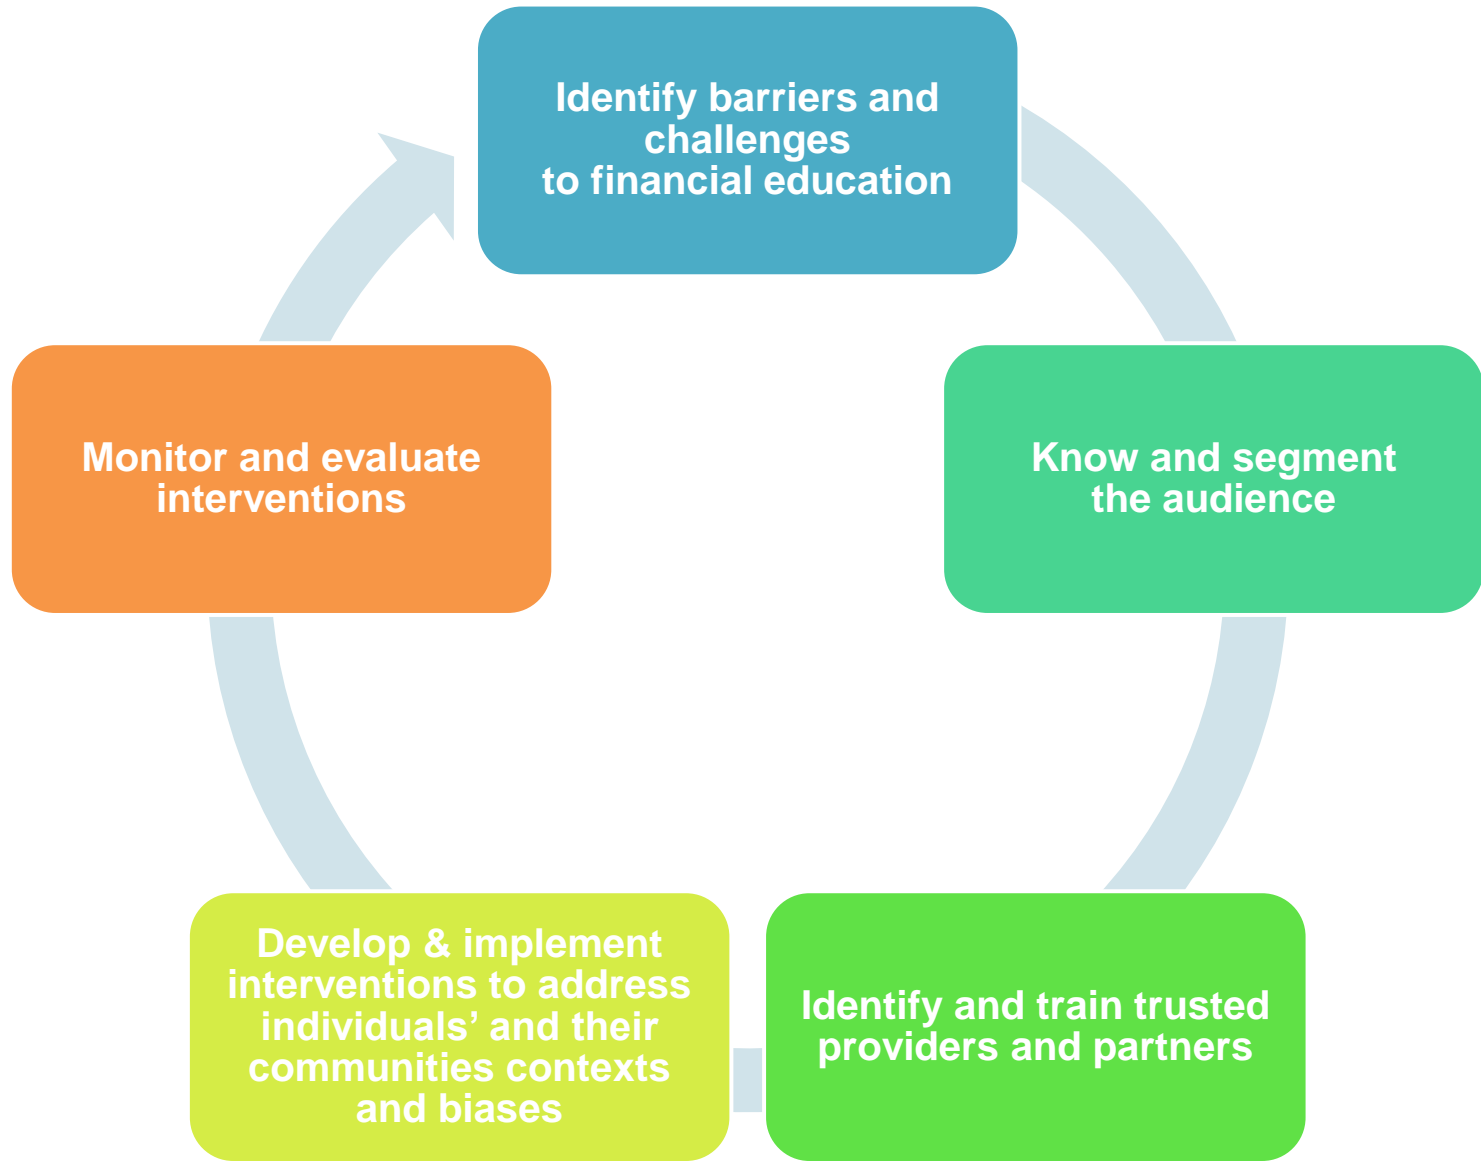 Identify barriers and
challenges
to financial education
Know and segment
the audience
Identify and train trusted
providers and partners
Develop & implement
interventions to address
individuals’ and their
communities contexts
and biases
Monitor and evaluate
interventions